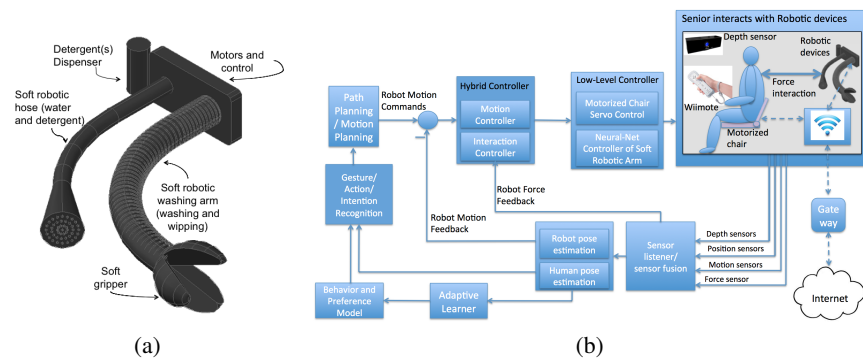 Detergent(s)
Dispenser
Motors and
control
Soft robotic
hose (water
and detergent)
Soft robotic
washing arm
(washing and
wipping)
Soft
gripper
(a)
Senior interacts with Robotic devices
Depth sensor
Robotic
devices
Force
interaction
Wiimote
Motorized
chair
Path
Planning
/ Motion
Planning
Robot Motion
Commands
Hybrid Controller
Motion
Controller
Interaction
Controller
Low-Level Controller
Motorized Chair
Servo Control
Neural-Net
Controller of Soft
Robotic Arm
Gesture/
Action/
Intention
Recognition
Robot Force
Feedback
Robot Motion
Feedback
Robot pose
estimation
Human pose
estimation
Sensor
listener/
sensor fusion
Depth sensors
Position sensors
Motion sensors
Force sensor
Gate
way
Internet
Behavior and
Preference
Model
Adaptive
Learner
(b)